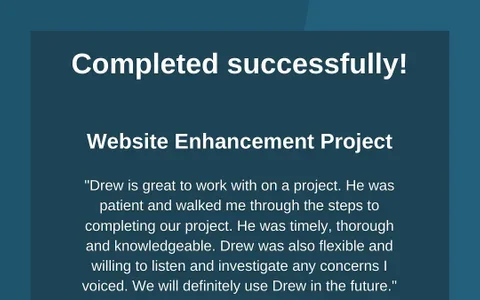 Completed successfully!
Website Enhancement Project
"Drew is great to work with on a project. He was
patient and walked me through the steps to
completing our project. He was timely, thorough
and knowledgeable. Drew was also flexible and
willing to listen and investigate any concerns I
voiced. We will definitely use Drew in the future."